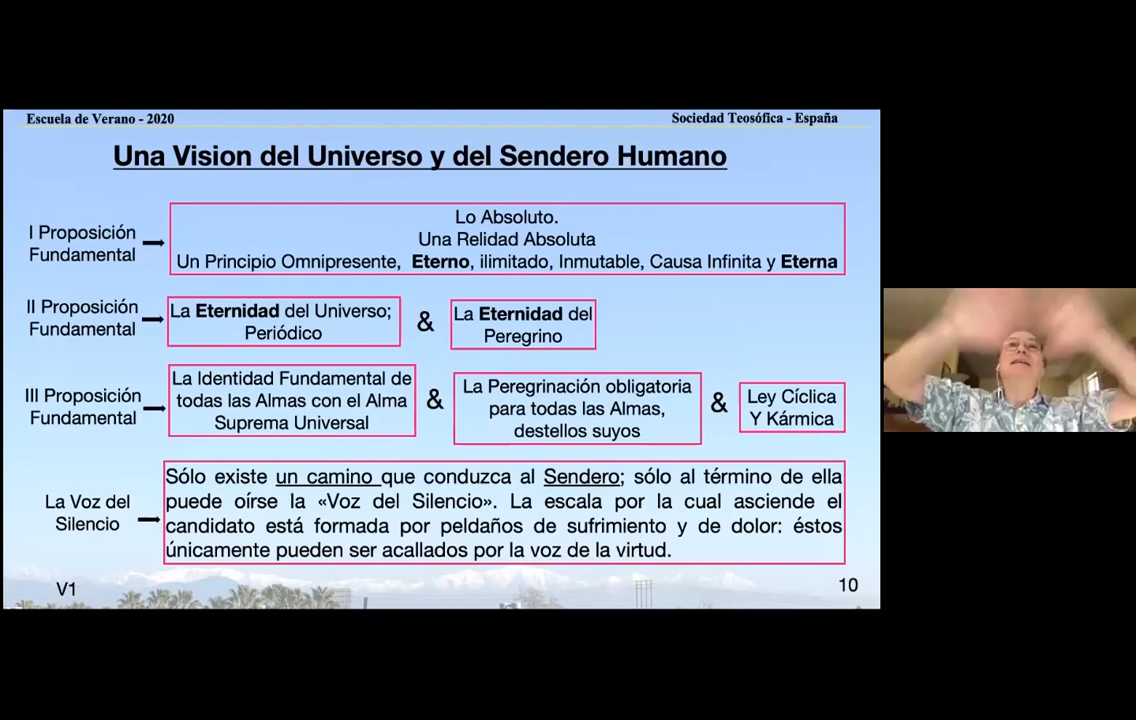 Escuela de Verano - 2020
Sociedad Teosófica - España
Una Vision del Universo y del Sendero Humano
I Proposición
Fundamental
Lo Absoluto.
Una Relidad Absoluta
Un Principio Omnipresente, Eterno, ilimitado, Inmutable, Causa Infinita y Eterna
II Proposición
Fundamental
La Eternidad del Universo;
Periódico
&
La Eternidad del
Peregrino
III Proposición
Fundamental
La Identidad Fundamental de
todas las Almas con el Alma
Suprema Universal
&
La Peregrinación obligatoria
para todas las Almas,
destellos suyos
&
Ley Cíclica
Y Kármica
La Voz del
Silencio
Sólo existe un camino que conduzca al Sendero; sólo al término de ella
puede oírse la «Voz del Silencio». La escala por la cual asciende el
candidato está formada por peldaños de sufrimiento y de dolor: éstos
únicamente pueden ser acallados por la voz de la virtud.
V1
10